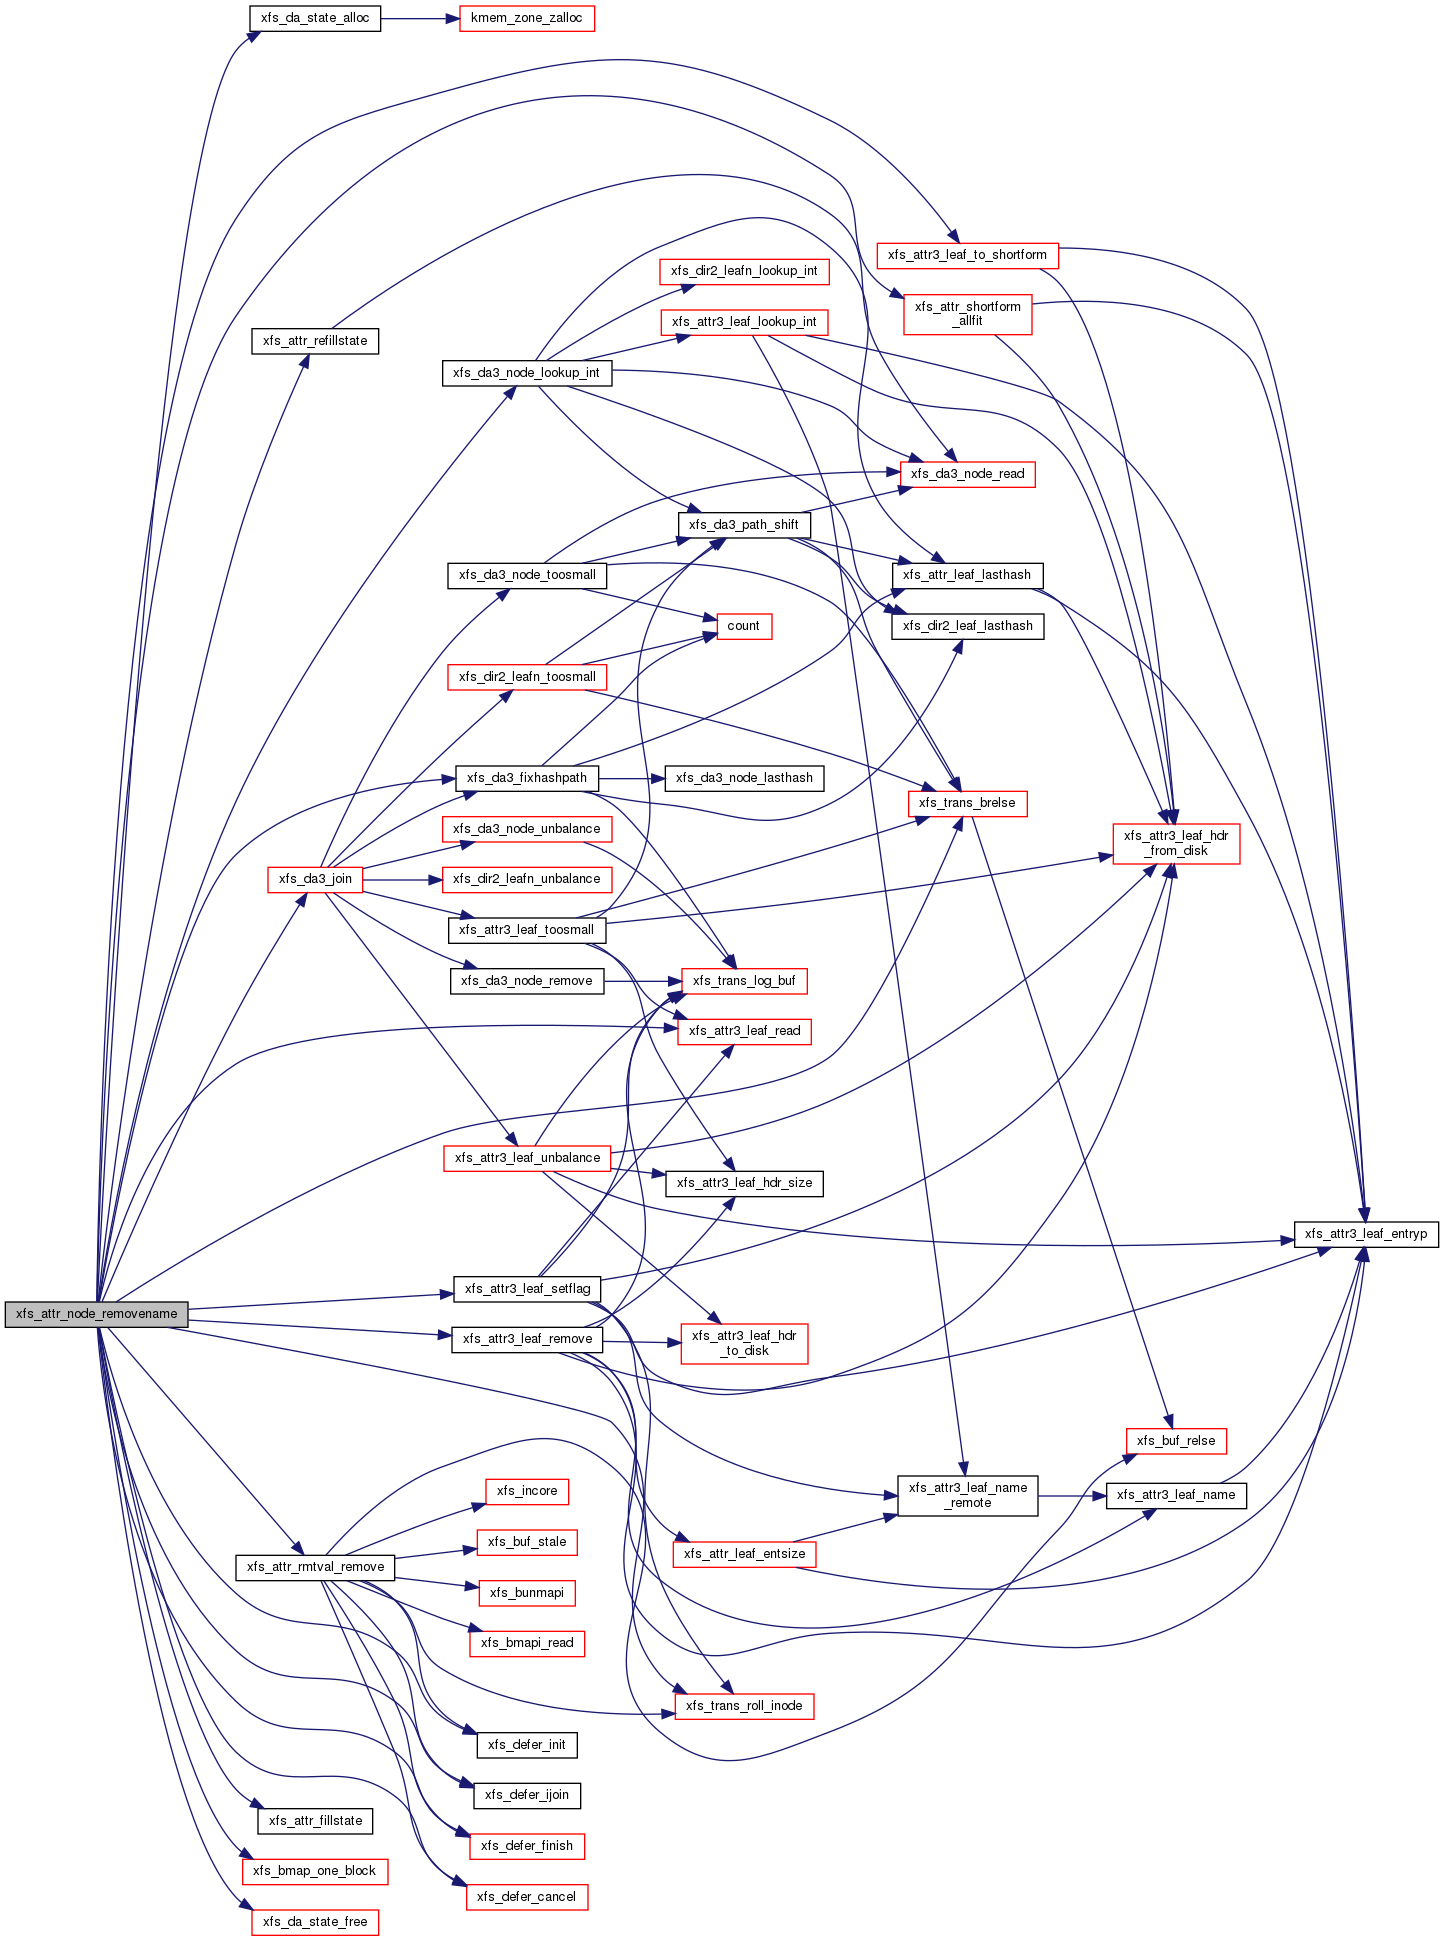 xfs_da_state_alloc
kmem_zone_zalloc
xfs_attr3_leaf_to_shortform
xfs_dir2_leafn_lookup_int
xfs_attr_shortform
_allfit
xfs_attr3_leaf_lookup_int
xfs_attr_refillstate
xfs_da3_node_lookup_int
xfs_da3_node_read
xfs_da3_path_shift
xfs_da3_node_toosmall
xfs_attr_leaf_lasthash
count
xfs_dir2_leaf_lasthash
xfs_dir2_leafn_toosmall
xfs_da3_fixhashpath
xfs_da3_node_lasthash
xfs_trans_brelse
xfs_da3_node_unbalance
xfs_attr3_leaf_hdr
_from_disk
xfs_da3_join
xfs_dir2_leafn_unbalance
xfs_attr3_leaf_toosmall
xfs_da3_node_remove
xfs_trans_log_buf
xfs_attr3_leaf_read
xfs_attr3_leaf_unbalance
xfs_attr3_leaf_hdr_size
xfs_attr3_leaf_entryp
xfs_attr3_leaf_setflag
xfs_attr_node_removename
xfs_attr3_leaf_remove
xfs_attr3_leaf_hdr
_to_disk
xfs_buf_relse
xfs_incore
xfs_attr3_leaf_name
_remote
xfs_attr3_leaf_name
xfs_buf_stale
xfs_attr_leaf_entsize
xfs_attr_rmtval_remove
xfs_bunmapi
xfs_bmapi_read
xfs_trans_roll_inode
xfs_defer_init
xfs_defer_ijoin
xfs_attr_fillstate
xfs_defer_finish
xfs_bmap_one_block
xfs_defer_cancel
xfs_da_state_free